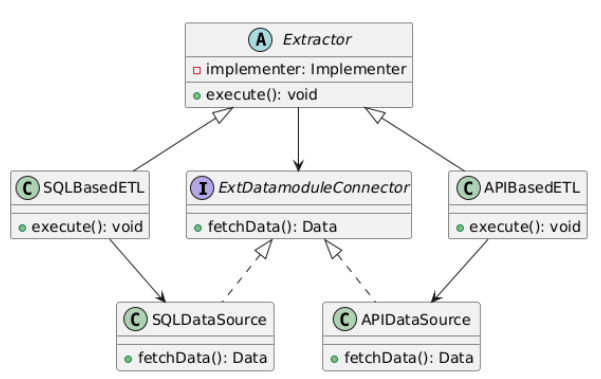 A Extractor
implementer: Implementer
execute(): void
C SQLBasedETL
execute(): void
I ExtDatamoduleConnector
fetchData(): Data
C APIBasedETL
execute(): void
C SQLDataSource
fetchData(): Data
C APIDataSource
fetchData(): Data